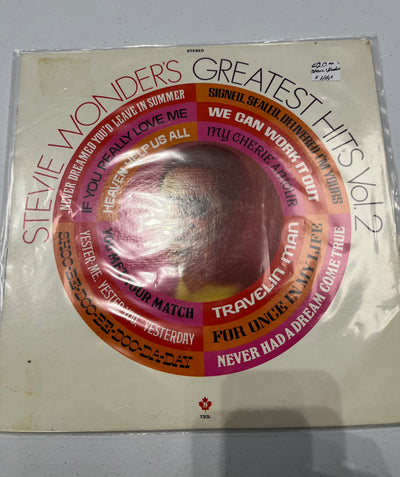 STEREO
STEVIE WONDER'S GREATEST HITS Vol. 2
NEVER DREAMED YOU'D LEAVE IN SUMMER
IF YOU REALLY LOVE ME
HEAVEN HELP US ALL
SIGNED, SEALED, DELIVERED I'M YOURS
WE CAN WORK IT OUT
MY CHERIE AMOUR
SHOO-BE-DOO-BE-DOO-DA-DAY
YESTER-ME, YESTER-YOU, YESTERDAY
YOUR MATCH
TRAVELIN' MAN
FOR ONCE IN MY LIFE
NEVER HAD A DREAM COME TRUE